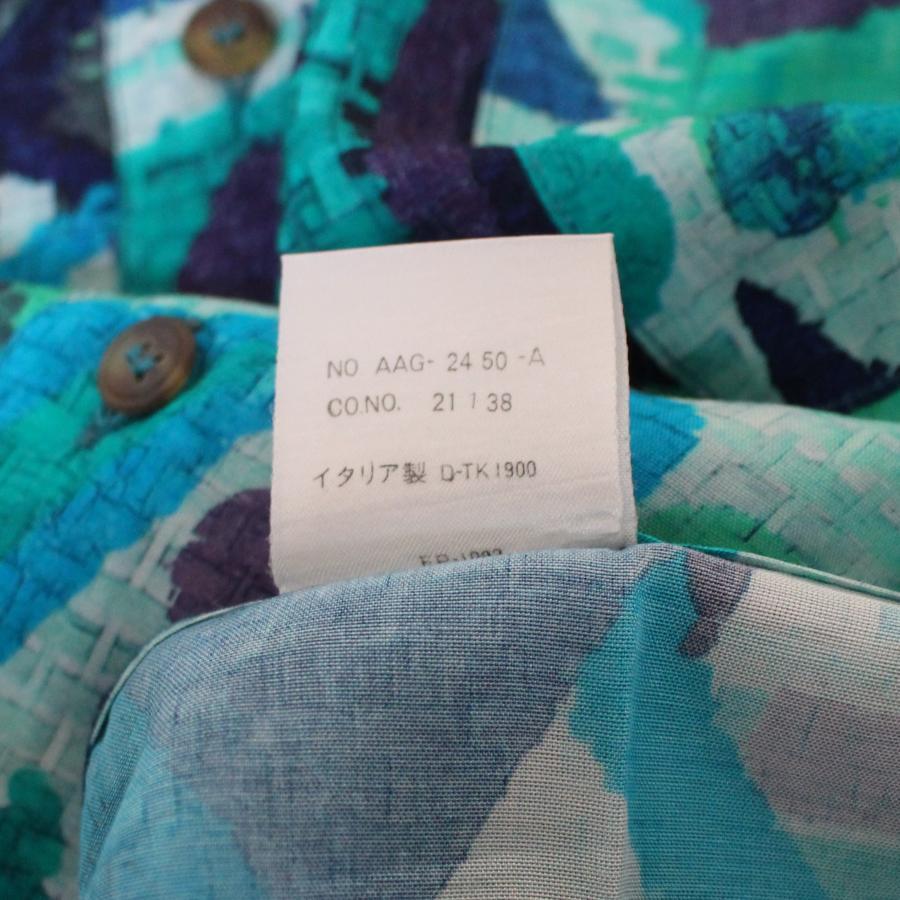 NO AAG- 24 50 -A
CO.NO. 21 1 38
イタリア製 D-TK1900